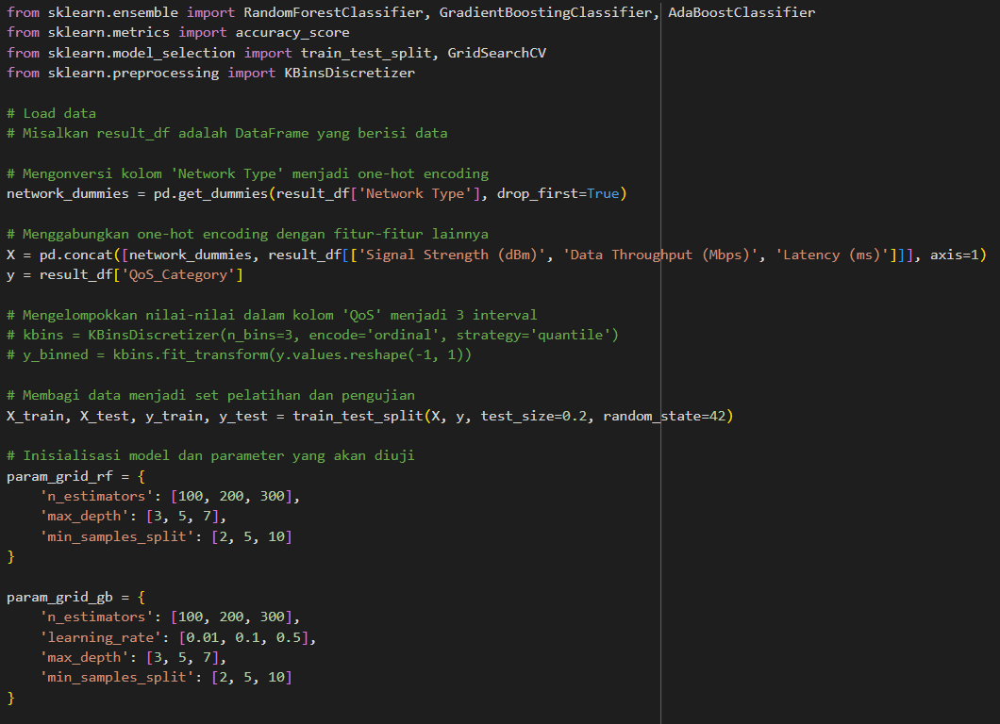 from sklearn.ensemble import RandomForestClassifier, GradientBoostingClassifier, AdaBoostClassifier
from sklearn.metrics import accuracy_score
from sklearn.model_selection import train_test_split, GridSearchCV
from sklearn.preprocessing import KBinsDiscretizer

# Load data
# Misalkan result_df adalah DataFrame yang berisi data

# Mengonversi kolom 'Network Type' menjadi one-hot encoding
network_dummies = pd.get_dummies(result_df['Network Type'], drop_first=True)

# Menggabungkan one-hot encoding dengan fitur-fitur lainnya
X = pd.concat([network_dummies, result_df[['Signal Strength (dBm)', 'Data Throughput (Mbps)', 'Latency (ms)']]], axis=1)
y = result_df['QoS_Category']

# Mengelompokkan nilai-nilai dalam kolom 'QoS' menjadi 3 interval
# kbins = KBinsDiscretizer(n_bins=3, encode='ordinal', strategy='quantile')
# y_binned = kbins.fit_transform(y.values.reshape(-1, 1))

# Membagi data menjadi set pelatihan dan pengujian
X_train, X_test, y_train, y_test = train_test_split(X, y, test_size=0.2, random_state=42)

# Inisialisasi model dan parameter yang akan diuji
param_grid_rf = {
    'n_estimators': [100, 200, 300],
    'max_depth': [3, 5, 7],
    'min_samples_split': [2, 5, 10]
}

param_grid_gb = {
    'n_estimators': [100, 200, 300],
    'learning_rate': [0.01, 0.1, 0.5],
    'max_depth': [3, 5, 7],
    'min_samples_split': [2, 5, 10]
}